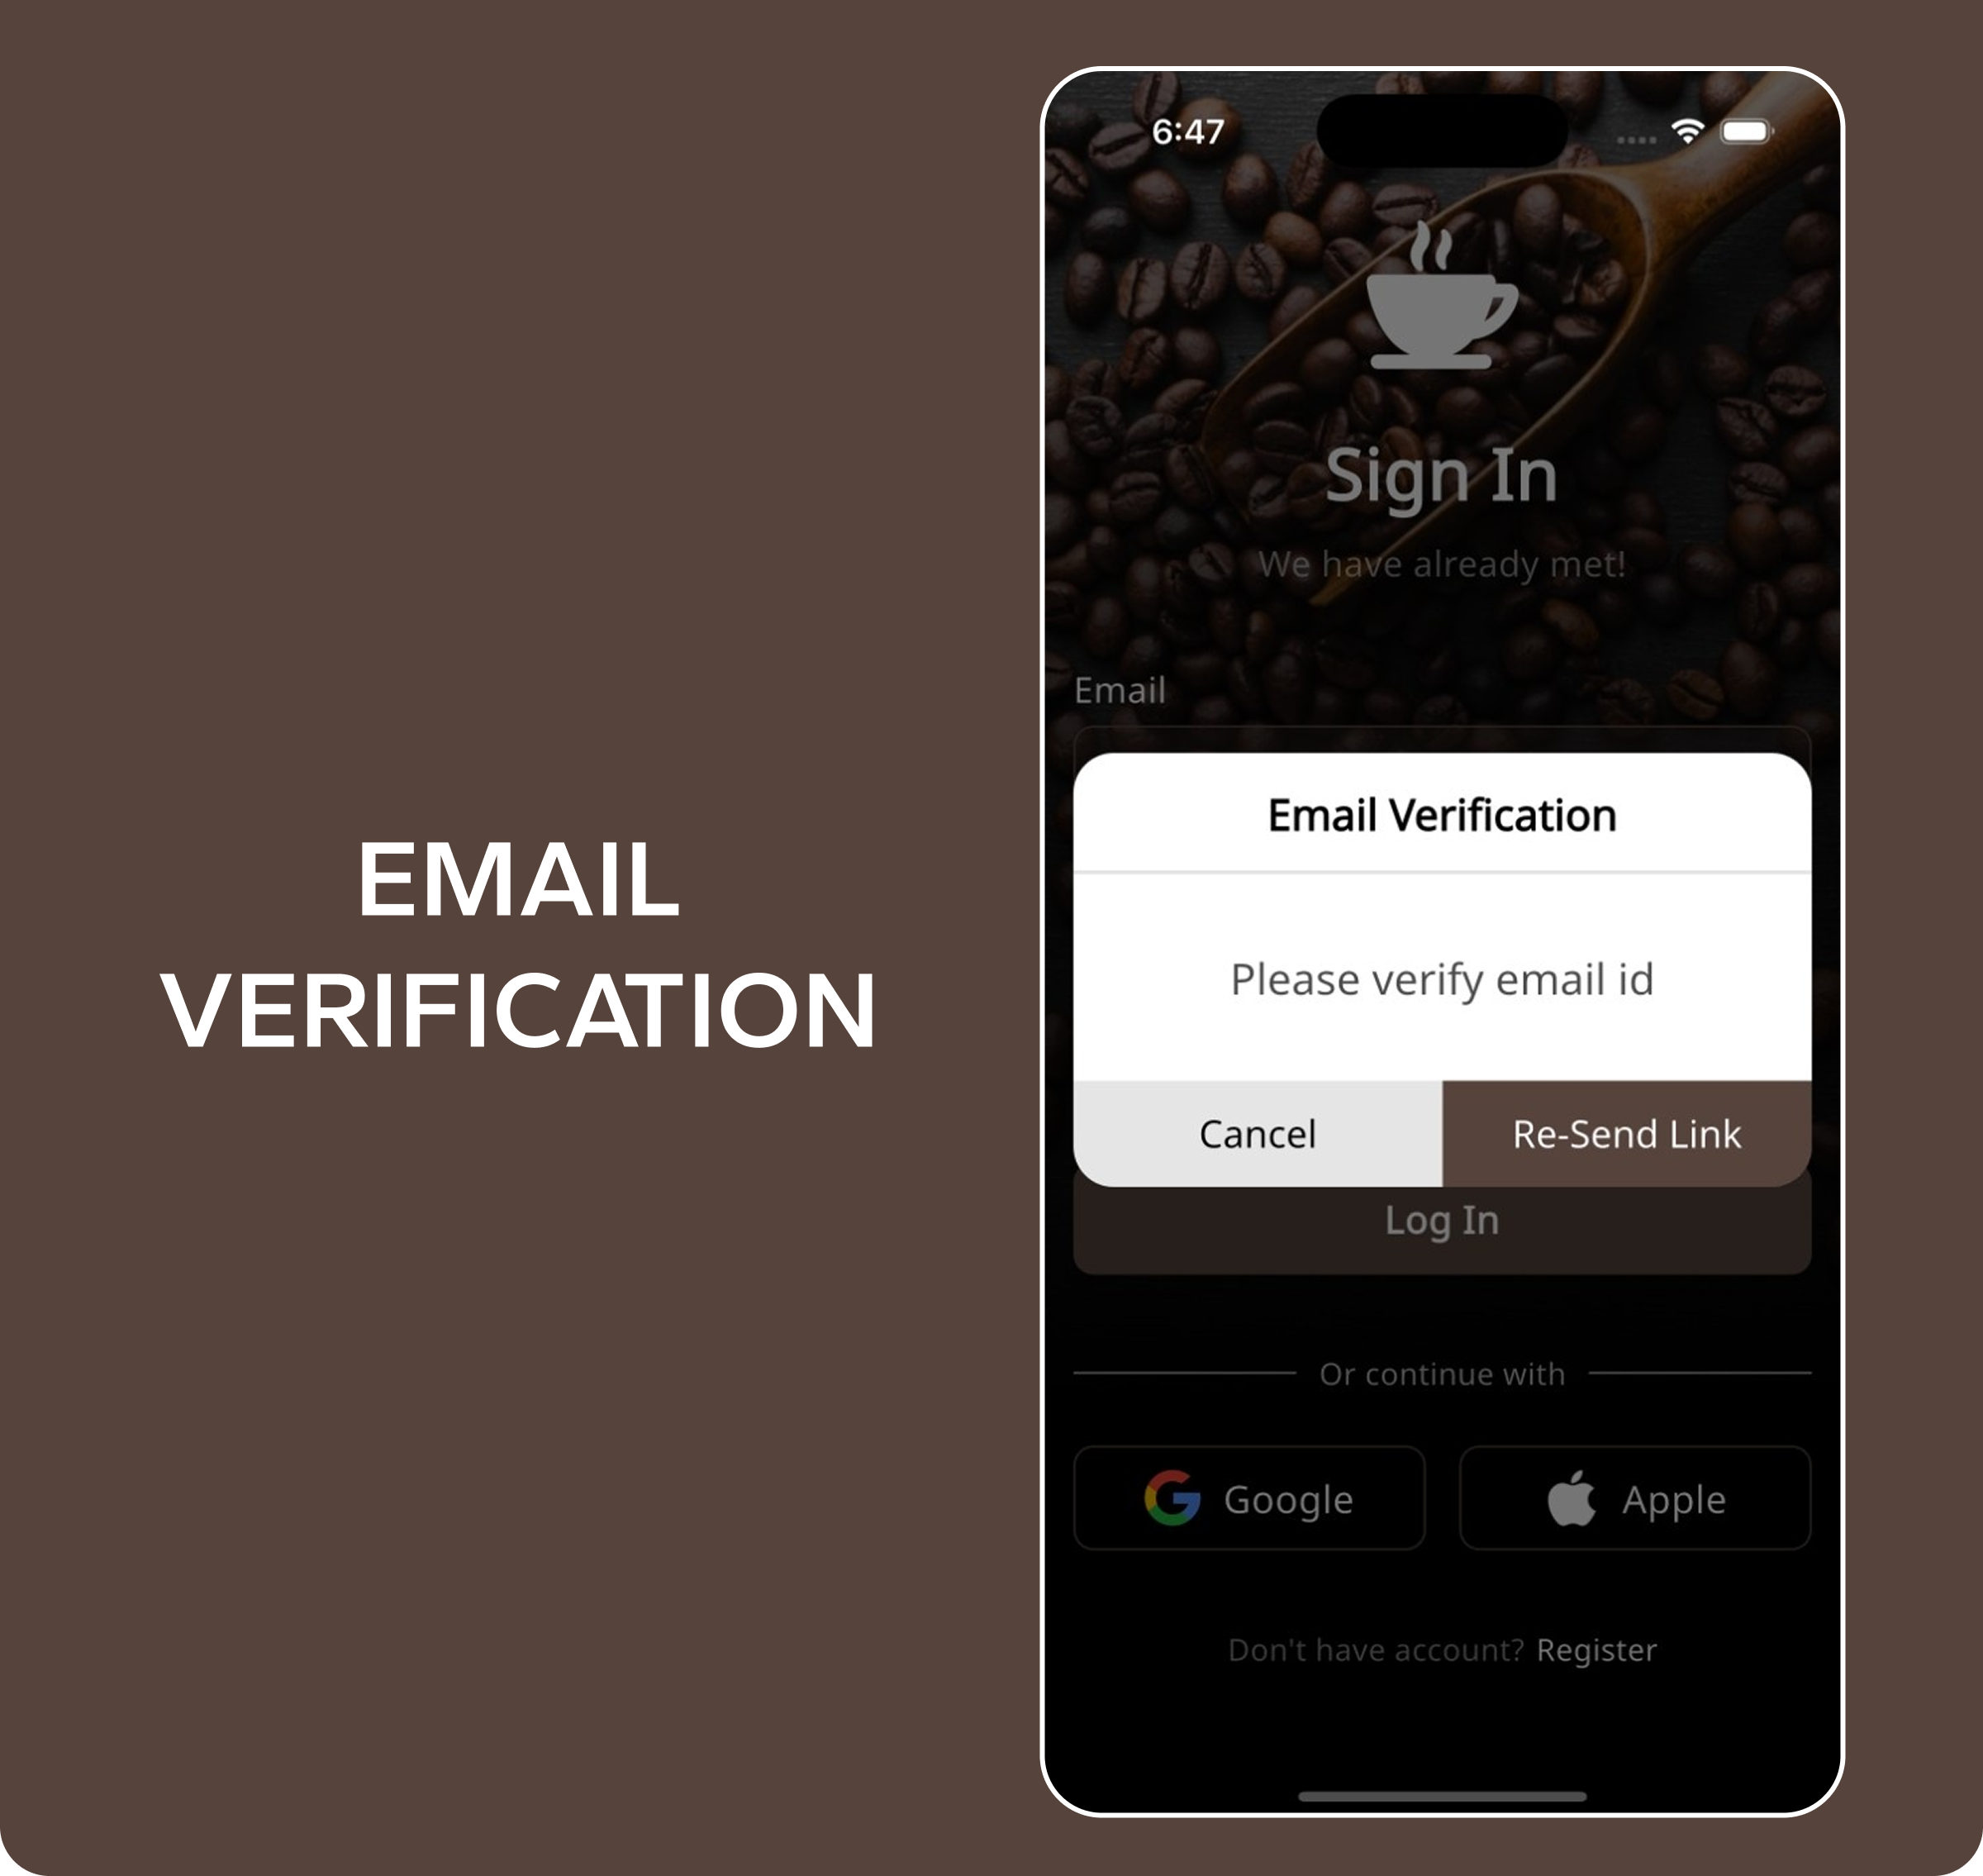 EMAIL
VERIFICATION
6:47
Sign In
We have already met!
Email
Email Verification
Please verify email id
Cancel
Re-Send Link
Log In
Or continue with
Google
Apple
Don't have account? Register